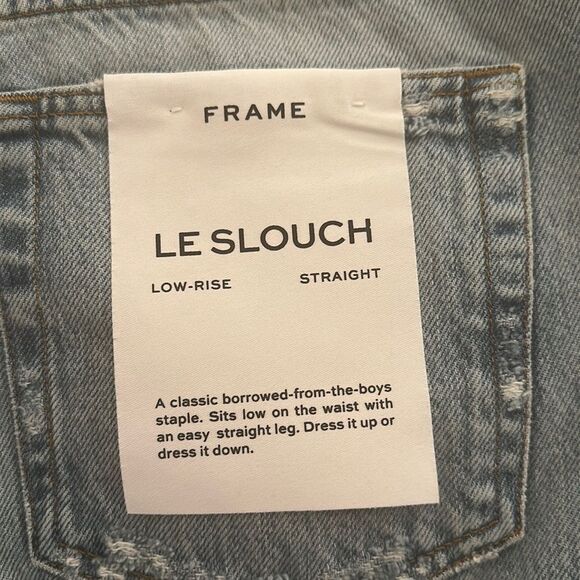 FRAME
LE SLOUCH
LOW-RISE STRAIGHT
A classic borrowed-from-the-boys
staple. Sits low on the waist with
an easy straight leg. Dress it up or
dress it down.